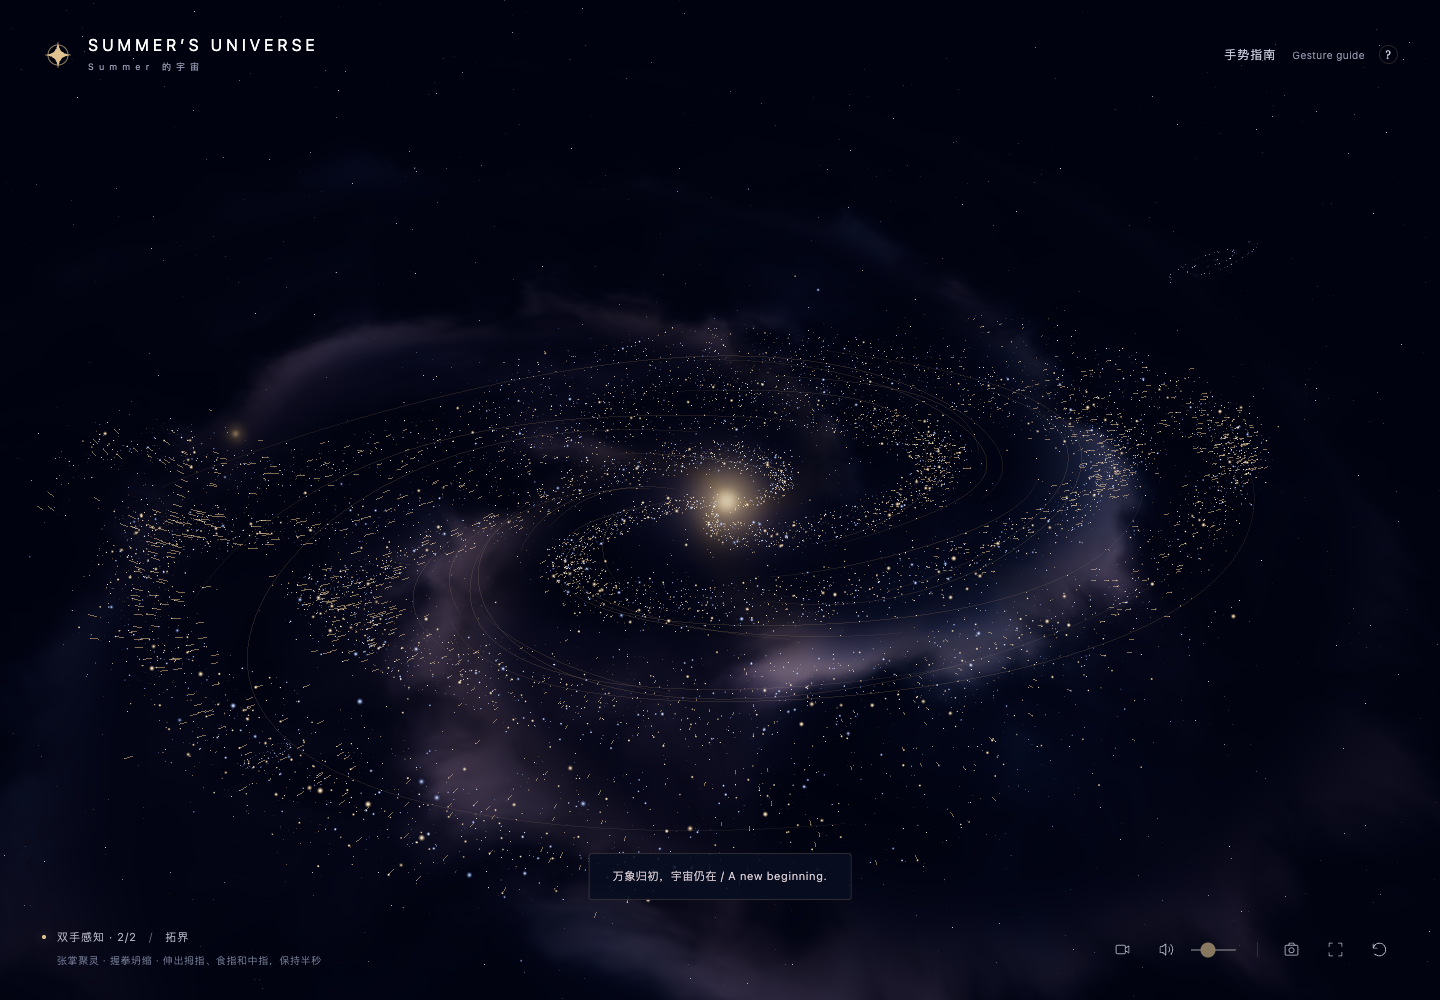 SUMMER'S UNIVERSE
Summer 的宇宙
手势指南 Gesture guide ?
万象归初，宇宙仍在 / A new beginning.
双手感知 · 2/2 / 拓界
张掌聚灵 · 握拳坍缩 · 伸出拇指、食指和中指，保持半秒